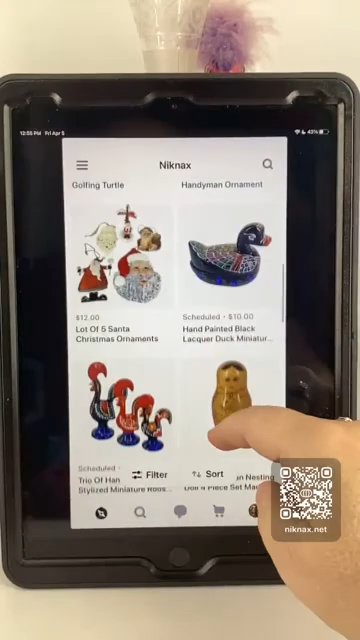 12:55 PM Fri Apr 5
43%
Niknax
Golfing Turtle
Handyman Ornament
$12.00
Lot Of 5 Santa
Christmas Ornaments
Scheduled · $10.00
Hand Painted Black
Lacquer Duck Miniatur...
Scheduled ·
Trio Of Han
Stylized Miniature Roos...
Filter
Sort
Nesting
Doll 4 Piece Set
niknax.net